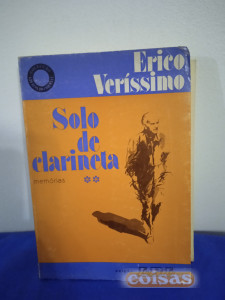 Erico
Veríssimo
Solo
de
clarineta
memórias
**
coisas